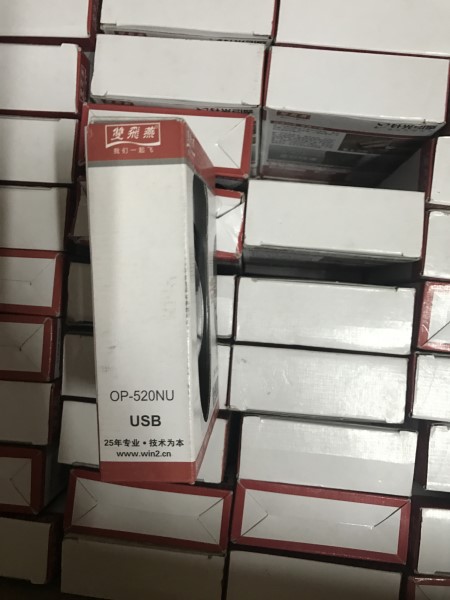 雙飛燕
我们一起飞
OP-520NU
USB
25年专业·技术为本
www.win2.cn